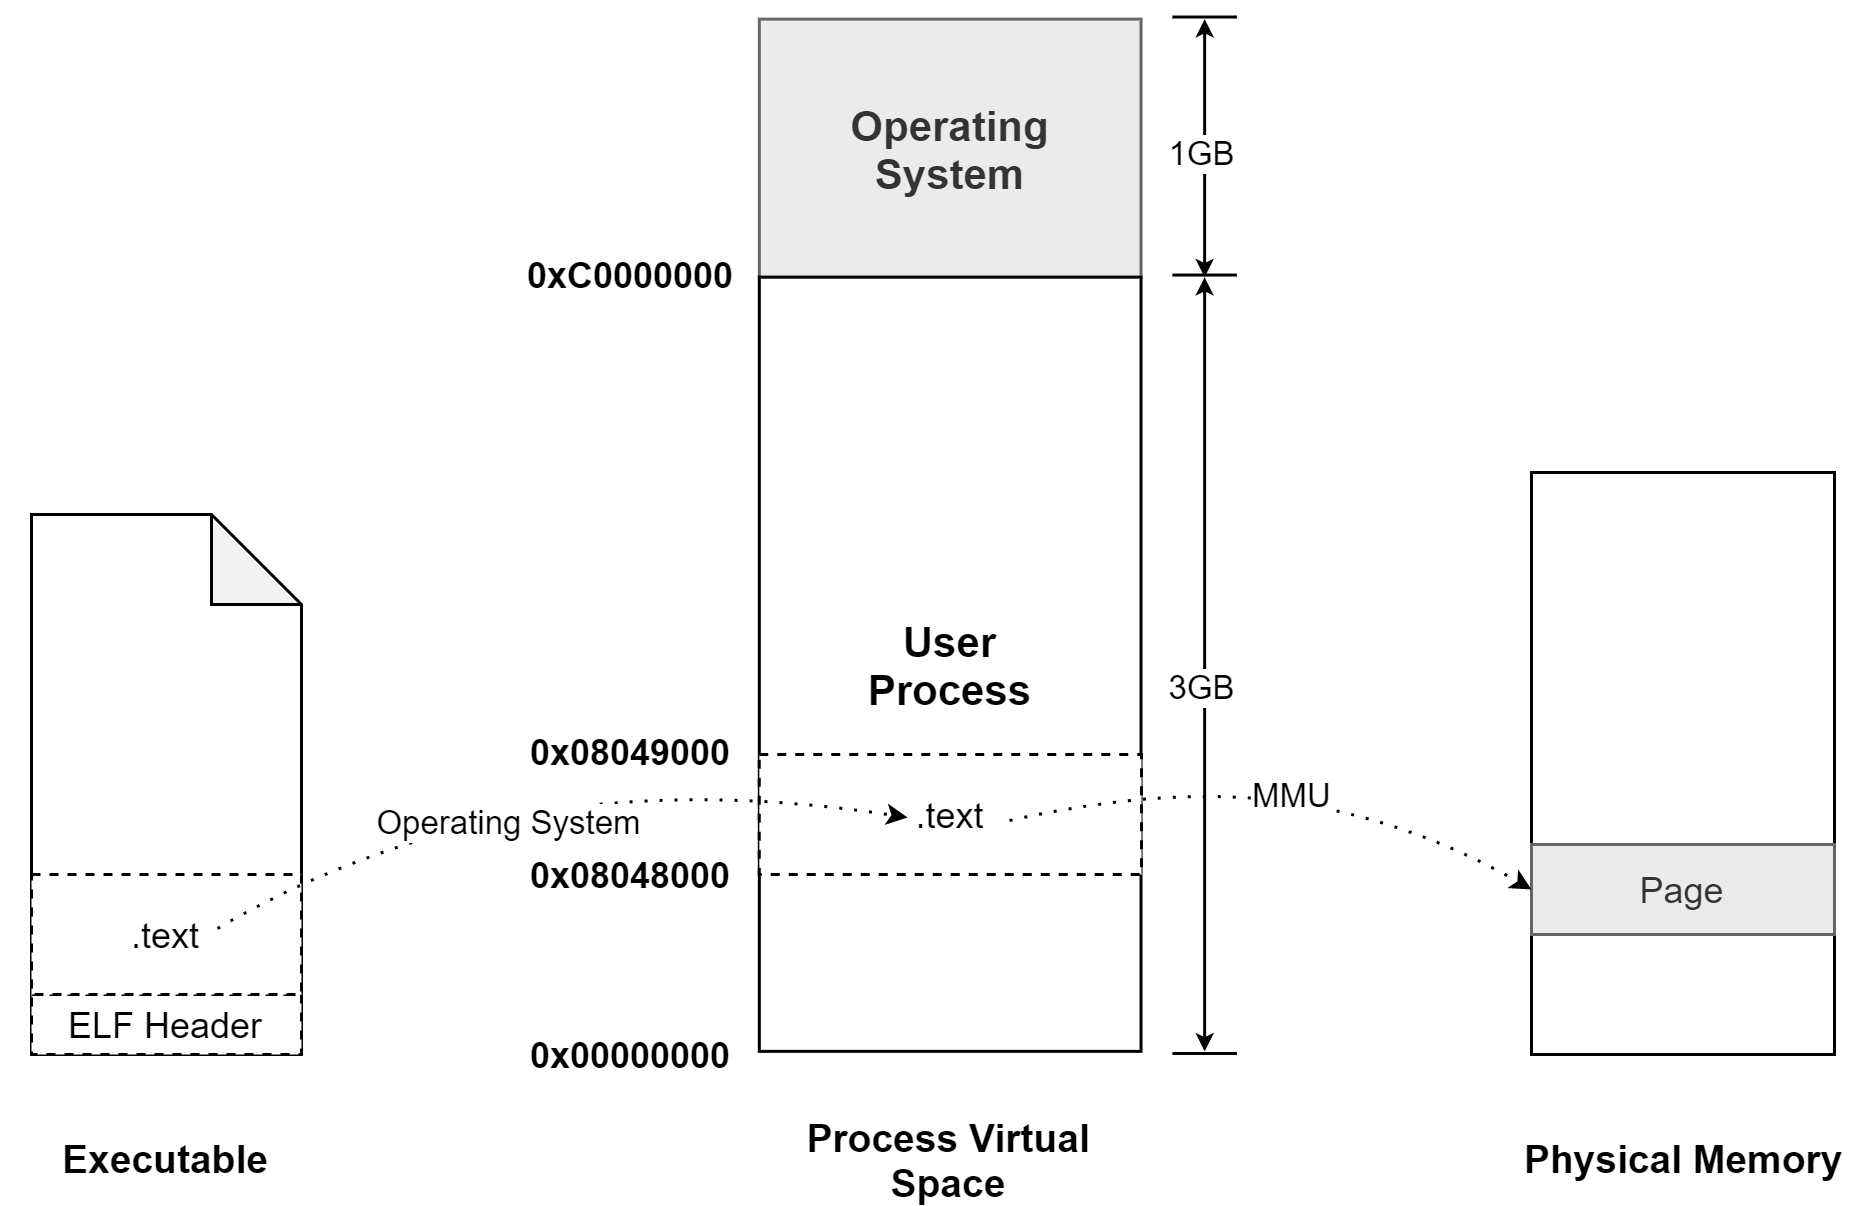 Operating
System
1GB
0xC0000000
User
Process
3GB
0x08049000
Operating System
.text
MMU
0x08048000
Page
.text
ELF Header
0x00000000
Executable
Process Virtual
Space
Physical Memory